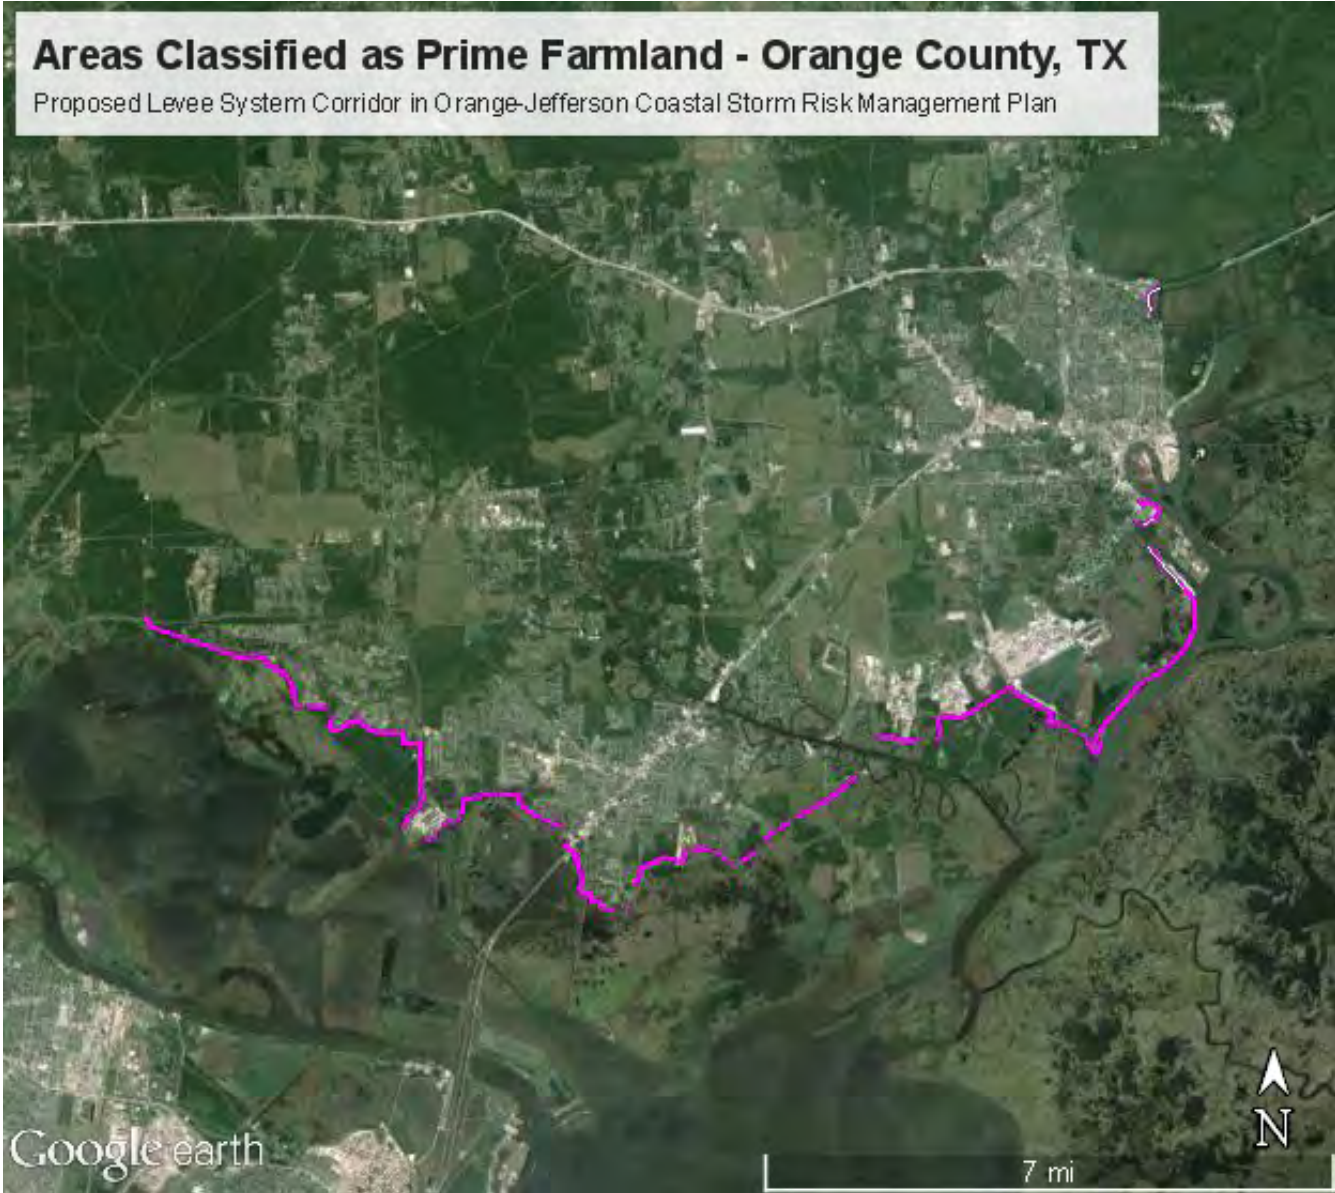 Areas Classified as Prime Farmland - Orange County, TX
Proposed Levee System Corridor in Orange-Jefferson Coastal Storm Risk Management Plan
N
Google earth
7 mi